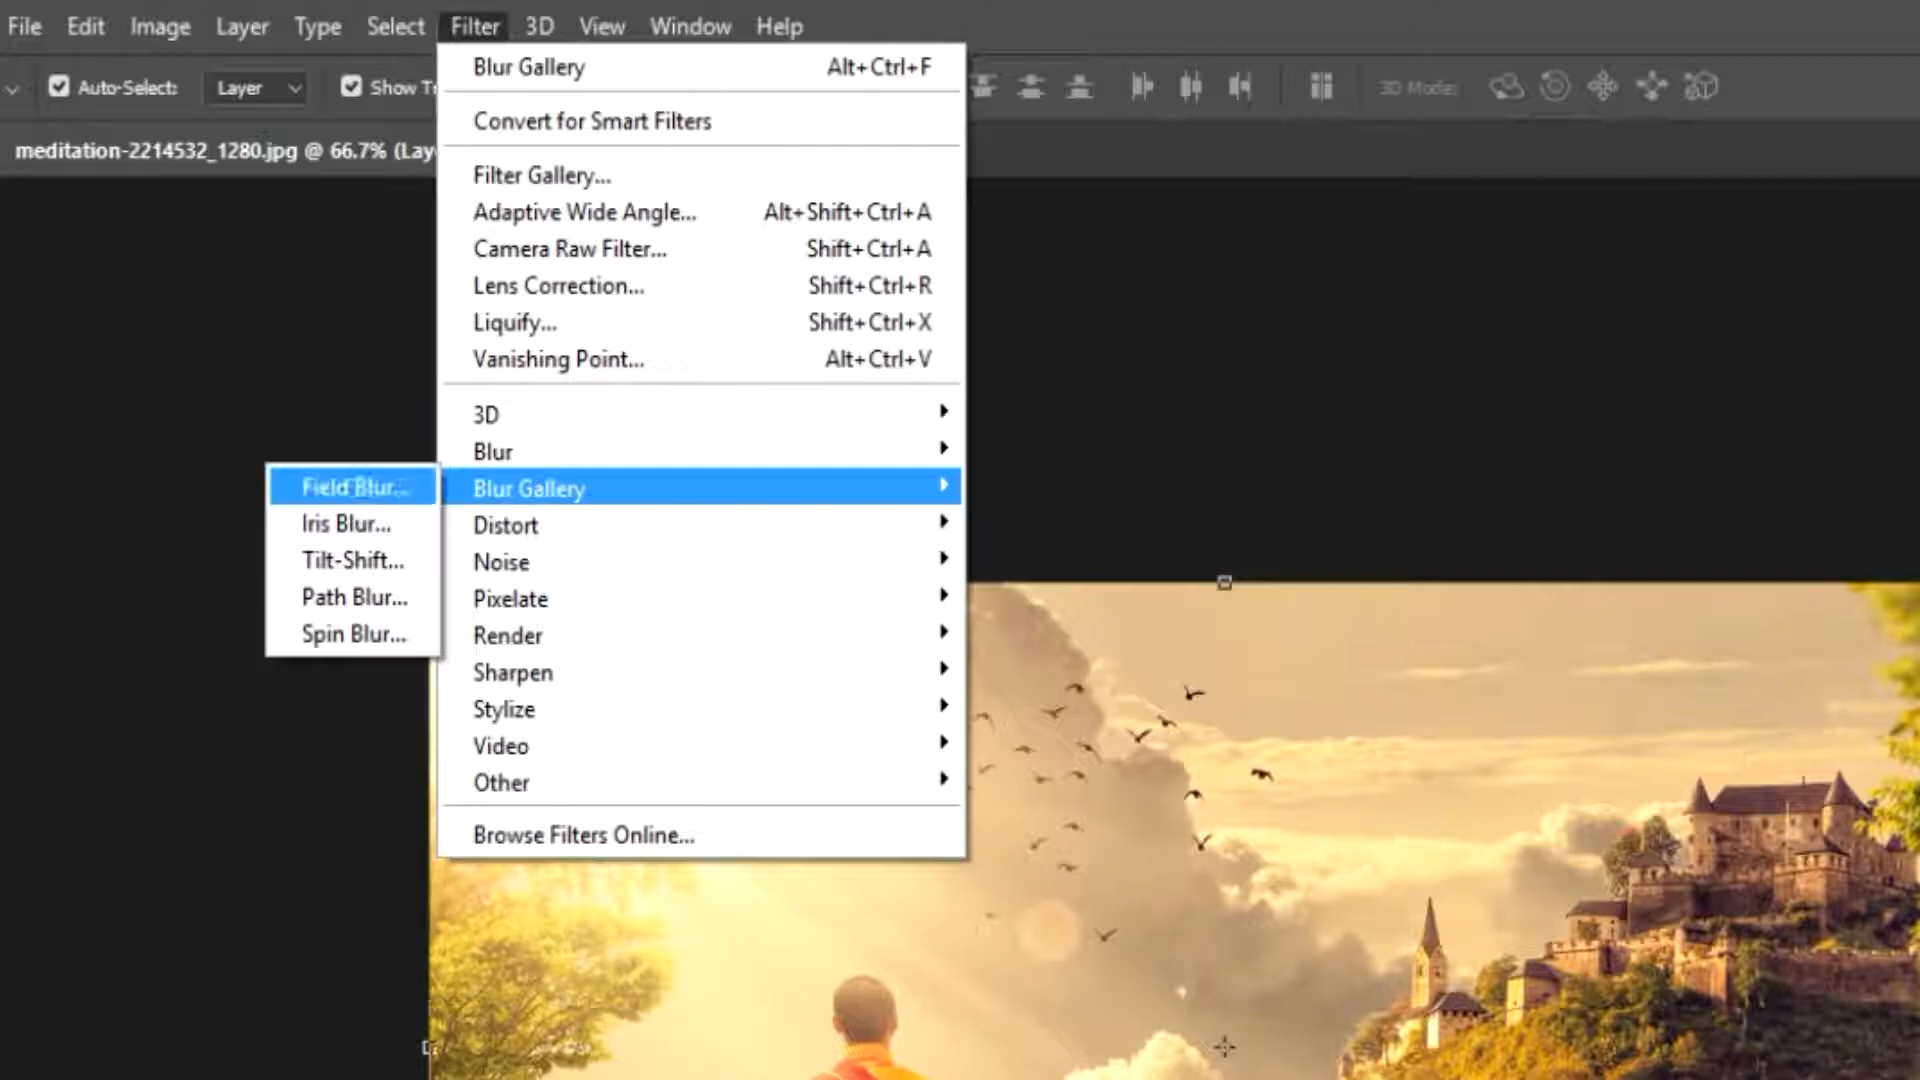 File Edit Image Layer Type Select Filter 3D View Window Help
Auto-Select: Layer Show 3D Mode:
meditation-2214532_1280.jpg @ 66.7% (Lay
Blur Gallery Alt+Ctrl+F
Convert for Smart Filters
Filter Gallery...
Adaptive Wide Angle... Alt+Shift+Ctrl+A
Camera Raw Filter... Shift+Ctrl+A
Lens Correction... Shift+Ctrl+R
Liquify... Shift+Ctrl+X
Vanishing Point... Alt+Ctrl+V
3D
Blur
Blur Gallery
Distort
Noise
Pixelate
Render
Sharpen
Stylize
Video
Other
Browse Filters Online...
Field Blur...
Iris Blur...
Tilt-Shift...
Path Blur...
Spin Blur...